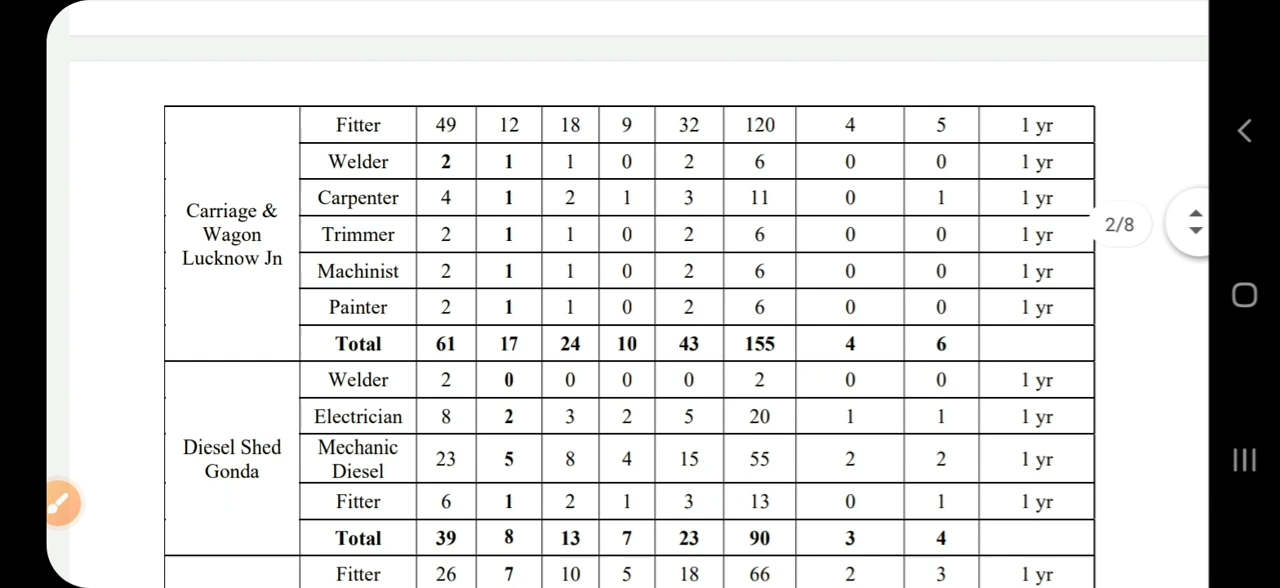 Fitter 49 12 18 9 32 120 4 5 1 yr
Welder 2 1 1 0 2 6 0 0 1 yr
Carriage &
Wagon
Lucknow Jn
Carpenter 4 1 2 1 3 11 0 1 1 yr
Trimmer 2 1 1 0 2 6 0 0 1 yr
Machinist 2 1 1 0 2 6 0 0 1 yr
Painter 2 1 1 0 2 6 0 0 1 yr
Total 61 17 24 10 43 155 4 6
2/8
Welder 2 0 0 0 0 2 0 0 1 yr
Electrician 8 2 3 2 5 20 1 1 1 yr
Diesel Shed
Gonda
Mechanic
Diesel 23 5 8 4 15 55 2 2 1 yr
Fitter 6 1 2 1 3 13 0 1 1 yr
Total 39 8 13 7 23 90 3 4
Fitter 26 7 10 5 18 66 2 3 1 yr